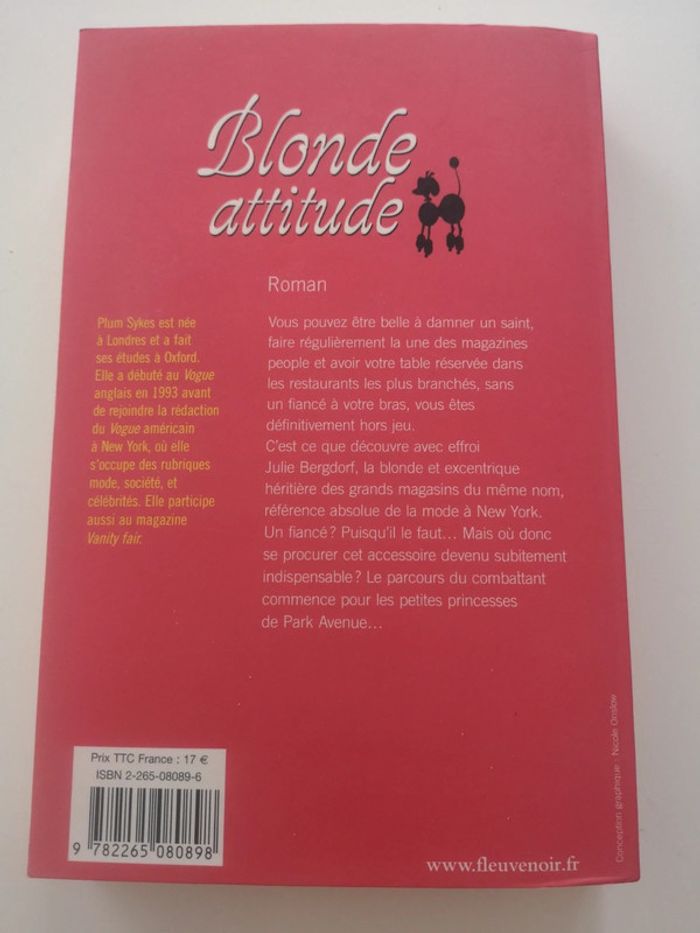 Blonde
attitude
Roman
Plum Sykes est née
à Londres et a fait
ses études à Oxford.
Elle a débuté au Vogue
anglais en 1993 avant
de rejoindre la rédaction
du Vogue américain
à New York, où elle
s'occupe des rubriques
mode, société, et
célébrités. Elle participe
aussi au magazine
Vanity fair.
Vous pouvez être belle à damner un saint,
faire régulièrement la une des magazines
people et avoir votre table réservée dans
les restaurants les plus branchés, sans
un fiancé à votre bras, vous êtes
définitivement hors jeu.
C'est ce que découvre avec effroi
Julie Bergdorf, la blonde et excentrique
héritière des grands magasins du même nom,
référence absolue de la mode à New York.
Un fiancé ? Puisqu'il le faut... Mais où donc
se procurer cet accessoire devenu subitement
indispensable ? Le parcours du combattant
commence pour les petites princesses
de Park Avenue...
Conception graphique : Nicole Onslow
Prix TTC France : 17 €
ISBN 2-265-08089-6
9 782265 080898
www.fleuvenoir.fr